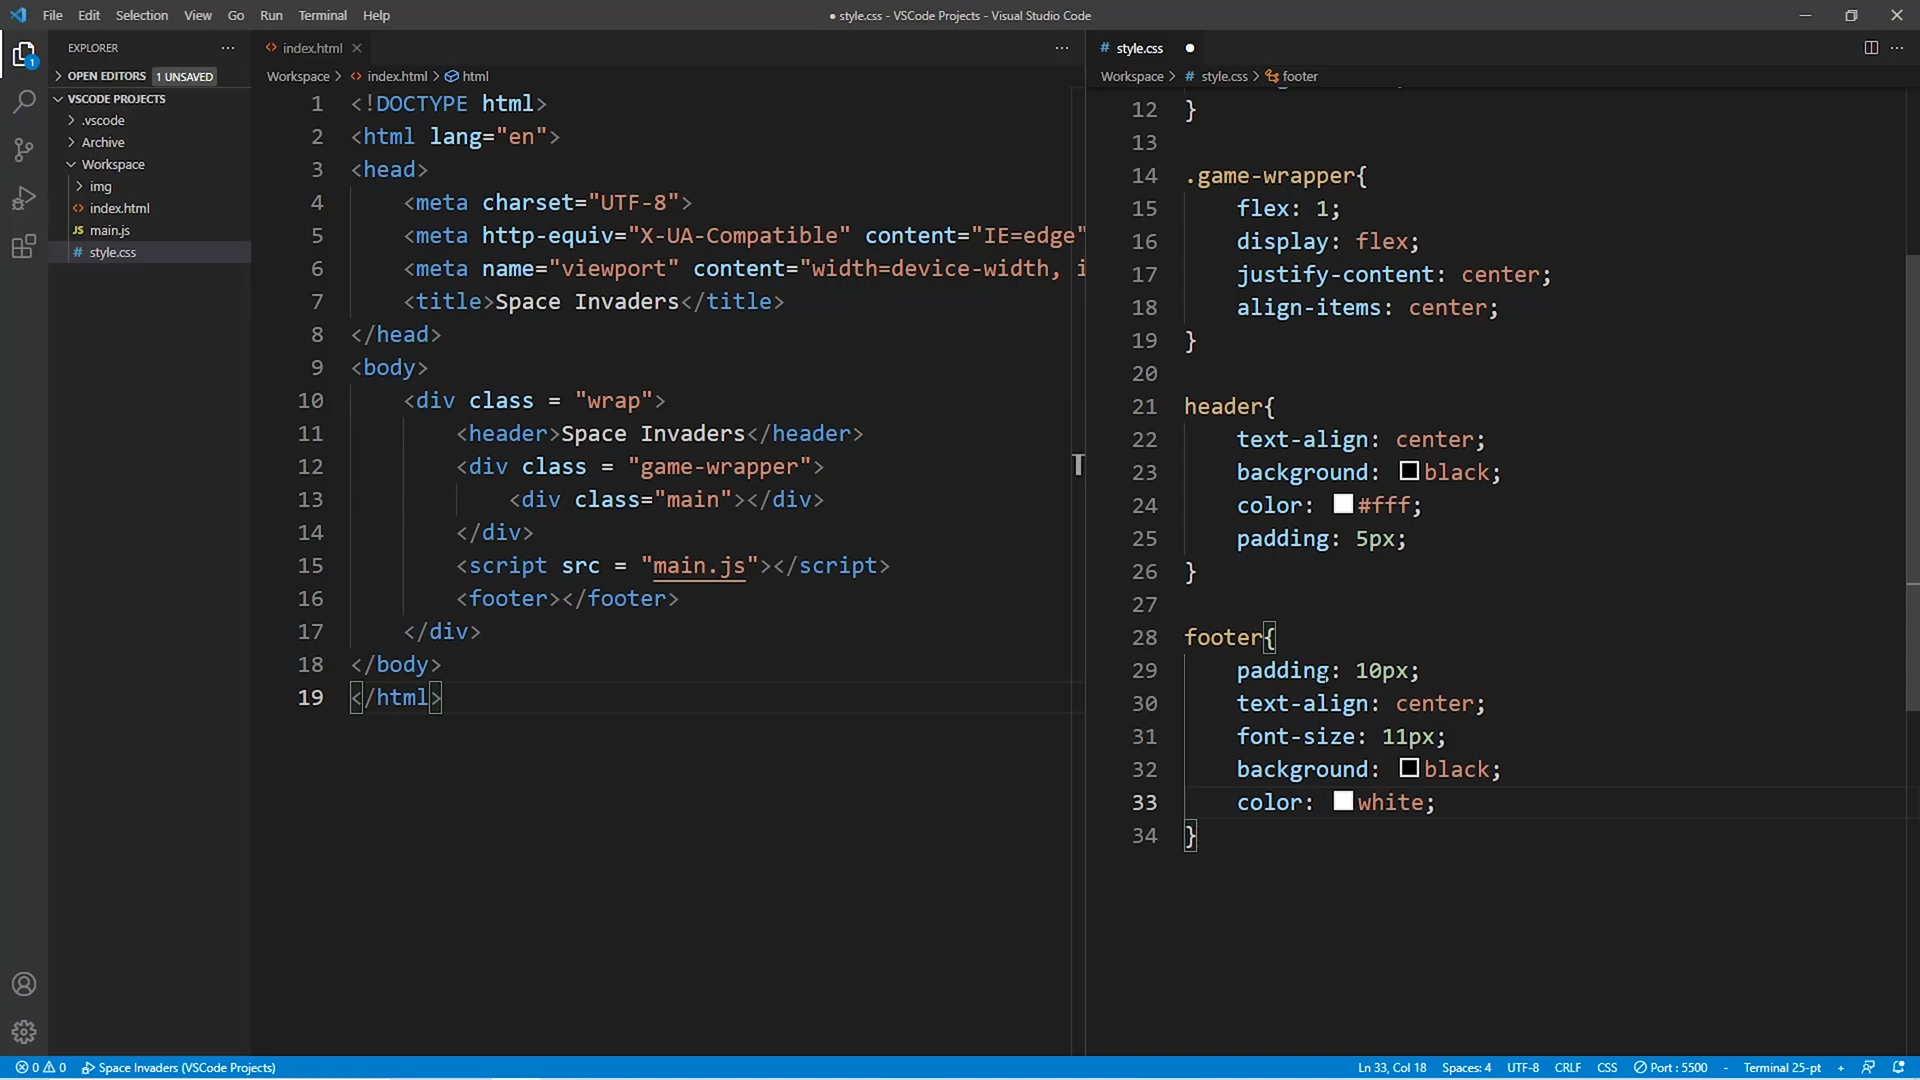 File Edit Selection View Go Run Terminal Help
● style.css - VSCode Projects - Visual Studio Code
EXPLORER
OPEN EDITORS 1 UNSAVED
VSCODE PROJECTS
.vscode
Archive
Workspace
img
index.html
JS main.js
# style.css
1
index.html
Workspace > index.html > html
1 <!DOCTYPE html>
2 <html lang="en">
3 <head>
4 <meta charset="UTF-8">
5 <meta http-equiv="X-UA-Compatible" content="IE=edge"
6 <meta name="viewport" content="width=device-width, i
7 <title>Space Invaders</title>
8 </head>
9 <body>
10 <div class = "wrap">
11 <header>Space Invaders</header>
12 <div class = "game-wrapper">
13 <div class="main"></div>
14 </div>
15 <script src = "main.js"></script>
16 <footer></footer>
17 </div>
18 </body>
19 </html>
# style.css
Workspace > # style.css > footer
12 }
13
14 .game-wrapper{
15 flex: 1;
16 display: flex;
17 justify-content: center;
18 align-items: center;
19 }
20
21 header{
22 text-align: center;
23 background: black;
24 color: #fff;
25 padding: 5px;
26 }
27
28 footer{
29 padding: 10px;
30 text-align: center;
31 font-size: 11px;
32 background: black;
33 color: white;
34 }
0 0 Space Invaders (VSCode Projects)
Ln 33, Col 18 Spaces: 4 UTF-8 CRLF CSS Port : 5500 - Terminal 25-pt +